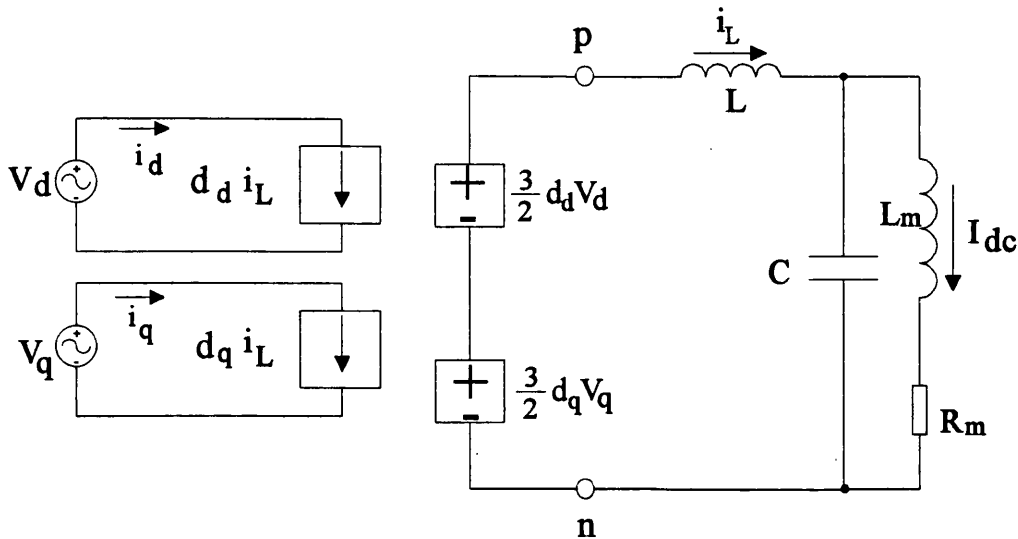 p
i_L
L
V_d
i_d
d_d i_L
+
-
3/2 d_d V_d
L_m
I_dc
C
V_q
i_q
d_q i_L
+
-
3/2 d_q V_q
R_m
n